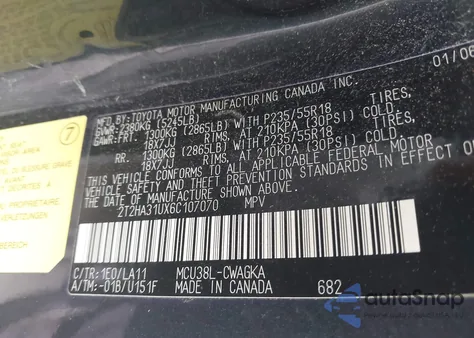 MFD. BY: TOYOTA MOTOR MANUFACTURING CANADA INC. 01/06
GVWR: 2380KG (5245LB)
GAWR: FRT. 1300KG (2865LB) WITH P235/55R18 TIRES,
18X7JJ RIMS, AT 210KPA (30PSI) COLD
RR. 1300KG (2865LB) WITH P235/55R18 TIRES,
18X7JJ RIMS, AT 210KPA (30PSI) COLD
THIS VEHICLE CONFORMS TO ALL APPLICABLE FEDERAL MOTOR
VEHICLE SAFETY STANDARDS IN EFFECT ON THE
DATE OF MANUFACTURE SHOWN ABOVE.
2T2HA31UX6C107070 MPV
C/TR:1E0/LA11 MCU38L-CWAGKA
A/TM:-01B/U151F MADE IN CANADA 682
7
autoSnap